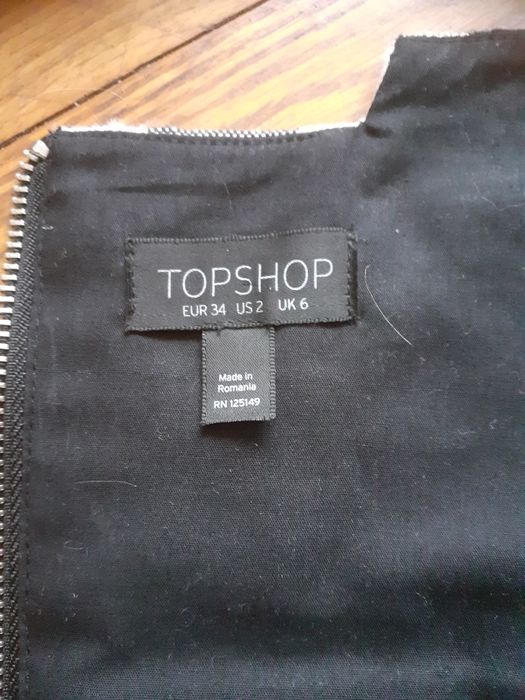 TOPSHOP
EUR 34 US 2 UK 6
Made in
Romania
RN 125149